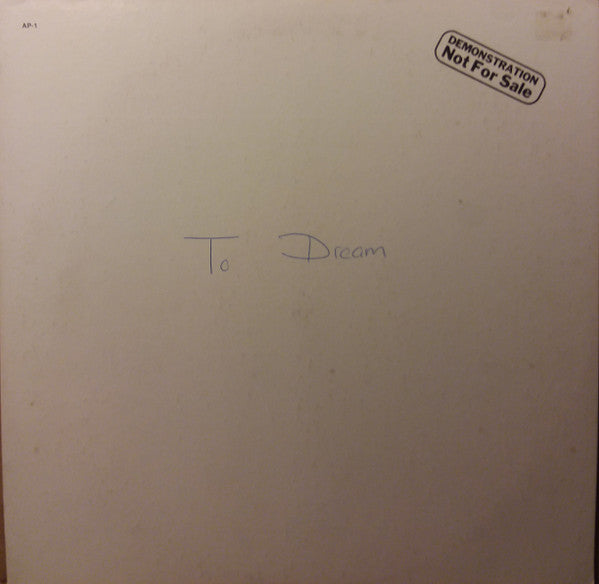 AP-1
DEMONSTRATION
Not For Sale
To Dream